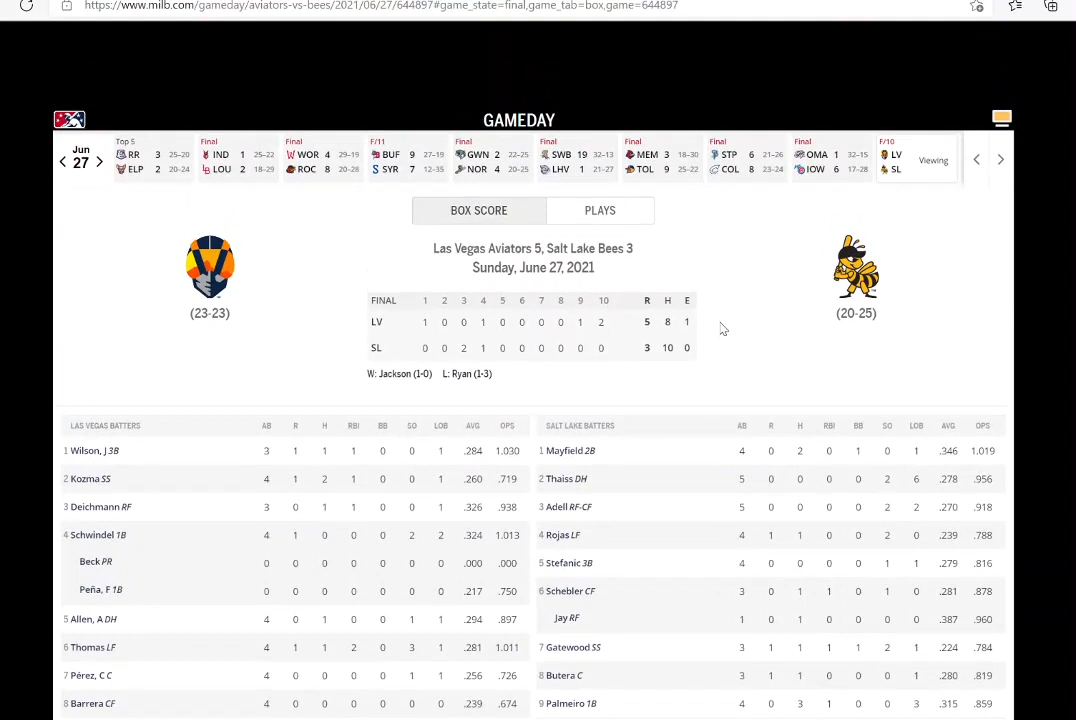 https://www.milb.com/gameday/aviators-vs-bees/2021/06/27/644897#game_state=final,game_tab=box,game=644897
GAMEDAY
Jun
27
Top 5
RR 3 25-20
ELP 2 20-24
Final
IND 1 25-22
LOU 2 18-29
Final
WOR 4 29-19
ROC 8 20-28
F/11
BUF 9 27-19
SYR 7 12-35
Final
GWN 2 22-25
NOR 4 20-25
Final
SWB 19 32-13
LHV 1 21-27
Final
MEM 3 18-30
TOL 9 25-22
Final
STP 6 21-26
COL 8 23-24
Final
OMA 1 32-15
IOW 6 17-28
F/10
LV
SL
Viewing
BOX SCORE PLAYS
Las Vegas Aviators 5, Salt Lake Bees 3
Sunday, June 27, 2021
(23-23)
(20-25)
FINAL 1 2 3 4 5 6 7 8 9 10 R H E
LV 1 0 0 1 0 0 0 0 1 2 5 8 1
SL 0 0 2 1 0 0 0 0 0 0 3 10 0
W: Jackson (1-0) L: Ryan (1-3)
LAS VEGAS BATTERS AB R H RBI BB SO LOB AVG OPS
1 Wilson, J 3B 3 1 1 1 0 0 1 .284 1.030
2 Kozma SS 4 1 2 1 0 0 1 .260 .719
3 Deichmann RF 3 0 1 1 0 0 0 .326 .938
4 Schwindel 1B 4 1 0 0 0 2 2 .324 1.013
Beck PR 0 0 0 0 0 0 0 .000 .000
Peña, F 1B 0 0 0 0 0 0 0 .217 .750
5 Allen, A DH 4 0 1 0 0 1 1 .294 .897
6 Thomas LF 4 1 1 2 0 3 1 .281 1.011
7 Pérez, C C 4 0 0 0 0 1 1 .256 .726
8 Barrera CF 4 0 0 0 0 0 0 .239 .674
SALT LAKE BATTERS AB R H RBI BB SO LOB AVG OPS
1 Mayfield 2B 4 0 2 0 1 0 1 .346 1.019
2 Thaiss DH 5 0 0 0 0 2 6 .278 .956
3 Adell RF-CF 5 0 0 0 0 2 2 .270 .918
4 Rojas LF 4 1 1 0 0 2 0 .239 .788
5 Stefanic 3B 4 0 0 0 0 1 1 .279 .816
6 Schebler CF 3 0 1 1 0 1 0 .281 .878
Jay RF 1 0 1 0 0 0 0 .387 .960
7 Gatewood SS 3 1 1 1 0 2 1 .224 .784
8 Butera C 3 1 1 0 0 0 1 .280 .819
9 Palmeiro 1B 4 0 3 1 0 0 3 .315 .859